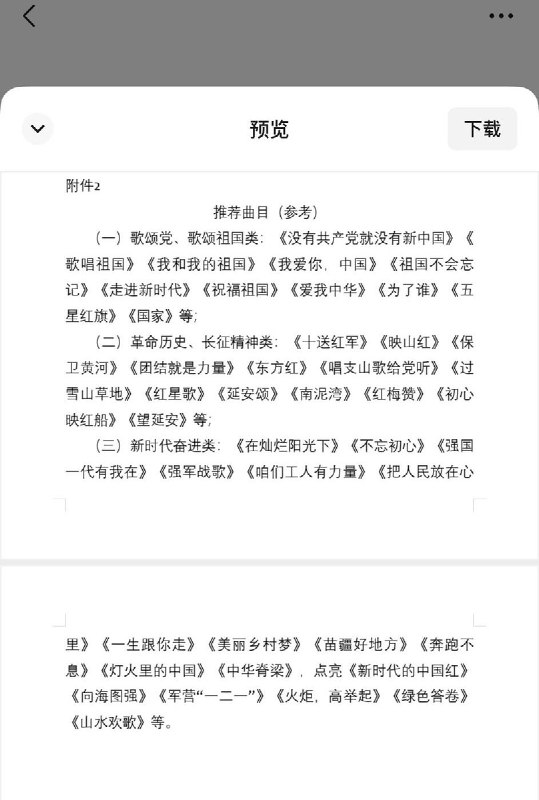 预览
下载
附件2
推荐曲目（参考）
（一）歌颂党、歌颂祖国类：《没有共产党就没有新中国》《
歌唱祖国》《我和我的祖国》《我爱你，中国》《祖国不会忘
记》《走进新时代》《祝福祖国》《爱我中华》《为了谁》《五
星红旗》《国家》等；
（二）革命历史、长征精神类：《十送红军》《映山红》《保
卫黄河》《团结就是力量》《东方红》《唱支山歌给党听》《过
雪山草地》《红星歌》《延安颂》《南泥湾》《红梅赞》《初心
映红船》《望延安》等；
（三）新时代奋进类：《在灿烂阳光下》《不忘初心》《强国
一代有我在》《强军战歌》《咱们工人有力量》《把人民放在心
里》《一生跟你走》《美丽乡村梦》《苗疆好地方》《奔跑不
息》《灯火里的中国》《中华脊梁》，点亮《新时代的中国红》
《向海图强》《军营“一二一”》《火炬，高举起》《绿色答卷》
《山水欢歌》等。